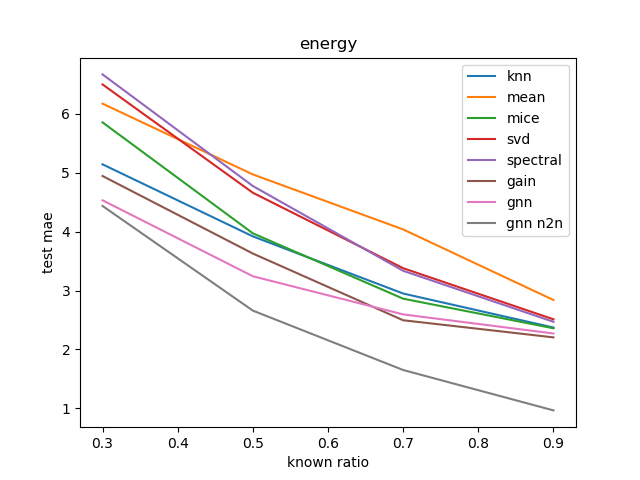 energy
test mae
6
5
4
3
2
1
knn
mean
mice
svd
spectral
gain
gnn
gnn n2n
0.3 0.4 0.5 0.6 0.7 0.8 0.9
known ratio